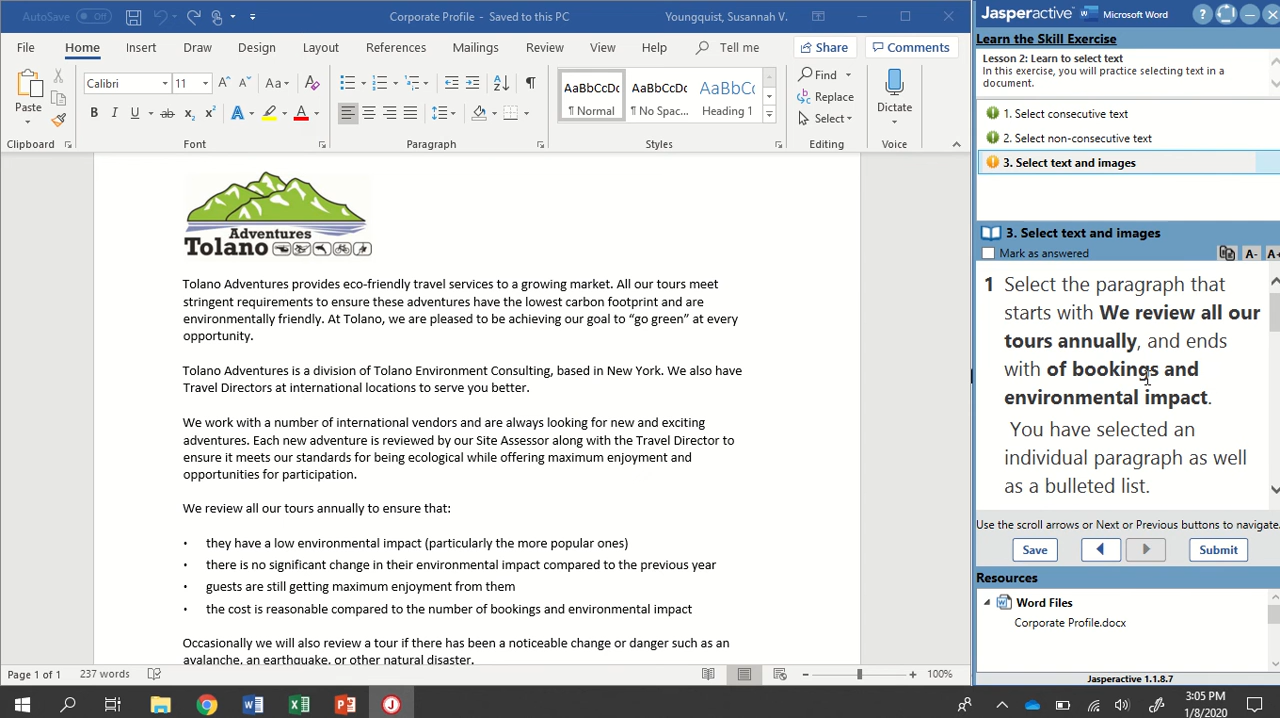 AutoSave Off
Corporate Profile - Saved to this PC
Youngquist, Susannah V.
File Home Insert Draw Design Layout References Mailings Review View Help Tell me Share Comments
Paste
Calibri 11 Aa A
B I U ab x₂ x² A A
AaBbCcDc AaBbCcDc AaBbCc
¶ Normal ¶ No Spac... Heading 1
Find
Replace
Select
Dictate
Clipboard Font Paragraph Styles Editing Voice
Adventures
Tolano
Tolano Adventures provides eco-friendly travel services to a growing market. All our tours meet
stringent requirements to ensure these adventures have the lowest carbon footprint and are
environmentally friendly. At Tolano, we are pleased to be achieving our goal to “go green” at every
opportunity.
Tolano Adventures is a division of Tolano Environment Consulting, based in New York. We also have
Travel Directors at international locations to serve you better.
We work with a number of international vendors and are always looking for new and exciting
adventures. Each new adventure is reviewed by our Site Assessor along with the Travel Director to
ensure it meets our standards for being ecological while offering maximum enjoyment and
opportunities for participation.
We review all our tours annually to ensure that:
• they have a low environmental impact (particularly the more popular ones)
• there is no significant change in their environmental impact compared to the previous year
• guests are still getting maximum enjoyment from them
• the cost is reasonable compared to the number of bookings and environmental impact
Occasionally we will also review a tour if there has been a noticeable change or danger such as an
avalanche, an earthquake, or other natural disaster.
Page 1 of 1 237 words 100%
Jasperactive Microsoft Word
Learn the Skill Exercise
Lesson 2: Learn to select text
In this exercise, you will practice selecting text in a
document.
1. Select consecutive text
2. Select non-consecutive text
3. Select text and images
3. Select text and images
Mark as answered A- A+
1 Select the paragraph that
starts with We review all our
tours annually, and ends
with of bookings and
environmental impact.
You have selected an
individual paragraph as well
as a bulleted list.
Use the scroll arrows or Next or Previous buttons to navigate.
Save Submit
Resources
Word Files
Corporate Profile.docx
Jasperactive 1.1.8.7
3:05 PM
1/8/2020